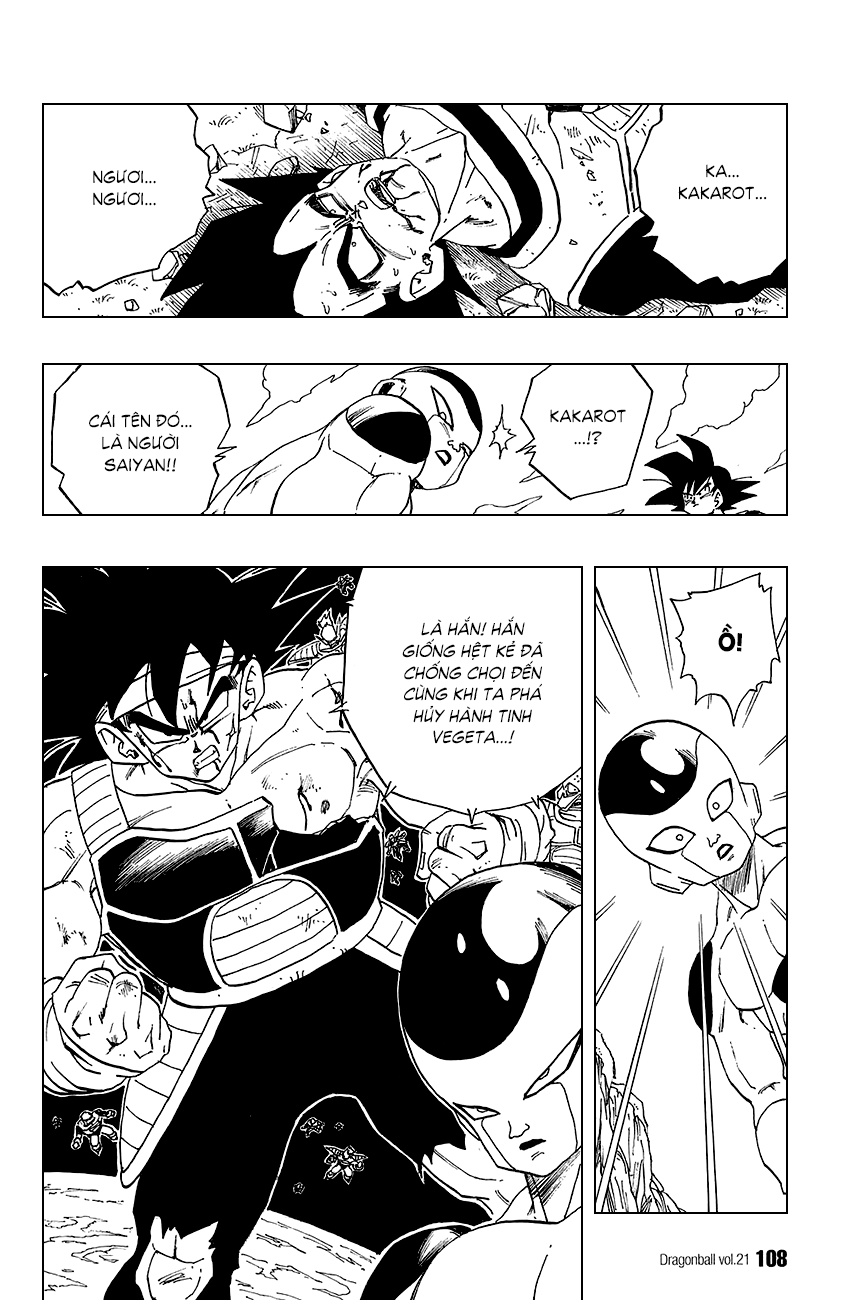 KA...
KAKAROT...
NGƯƠI...
NGƯƠI...
KAKAROT
...!?
CÁI TÊN ĐÓ...
LÀ NGƯỜI
SAIYAN!!
Ồ!
LÀ HẮN! HẮN
GIỐNG HỆT KẺ ĐÃ
CHỐNG CHỌI ĐẾN
CÙNG KHI TA PHÁ
HỦY HÀNH TINH
VEGETA...!
Dragonball vol.21 108